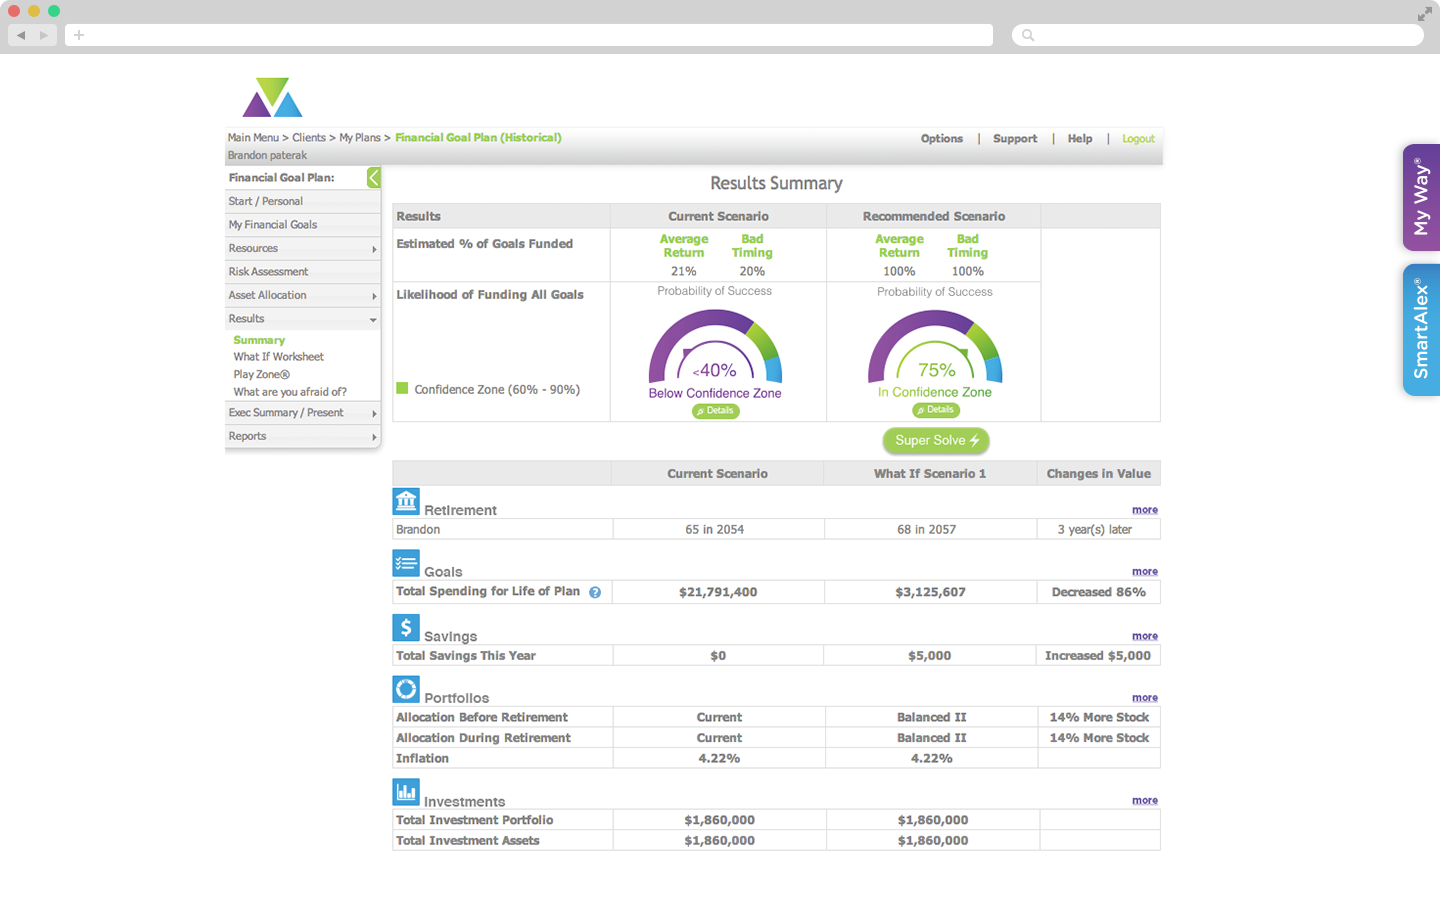 Main Menu > Clients > My Plans > Financial Goal Plan (Historical)
Options | Support | Help | Logout
Brandon paterak
Financial Goal Plan:
Start / Personal
My Financial Goals
Resources
Risk Assessment
Asset Allocation
Results
Summary
What If Worksheet
Play Zone®
What are you afraid of?
Exec Summary / Present
Reports
Results Summary
Results Current Scenario Recommended Scenario
Estimated % of Goals Funded
Average Return Bad Timing Average Return Bad Timing
21% 20% 100% 100%
Likelihood of Funding All Goals
Probability of Success Probability of Success
<40% 75%
Below Confidence Zone In Confidence Zone
Confidence Zone (60% - 90%)
Details Details
Super Solve
Current Scenario What If Scenario 1 Changes in Value
Retirement more
Brandon 65 in 2054 68 in 2057 3 year(s) later
Goals more
Total Spending for Life of Plan ? $21,791,400 $3,125,607 Decreased 86%
$
Savings more
Total Savings This Year $0 $5,000 Increased $5,000
Portfolios more
Allocation Before Retirement Current Balanced II 14% More Stock
Allocation During Retirement Current Balanced II 14% More Stock
Inflation 4.22% 4.22%
Investments more
Total Investment Portfolio $1,860,000 $1,860,000
Total Investment Assets $1,860,000 $1,860,000
My Way®
SmartAlex®